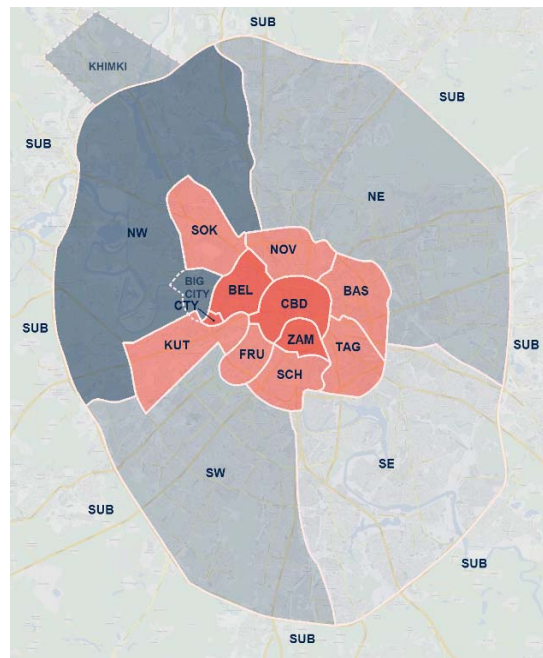 SUB
KHIMKI
SUB
SUB
NE
SOK
NW
NOV
BIG
CITY
BEL
BAS
CTY
CBD
SUB
KUT
ZAM
TAG
SUB
FRU
SCH
SE
SW
SUB
SUB
SUB